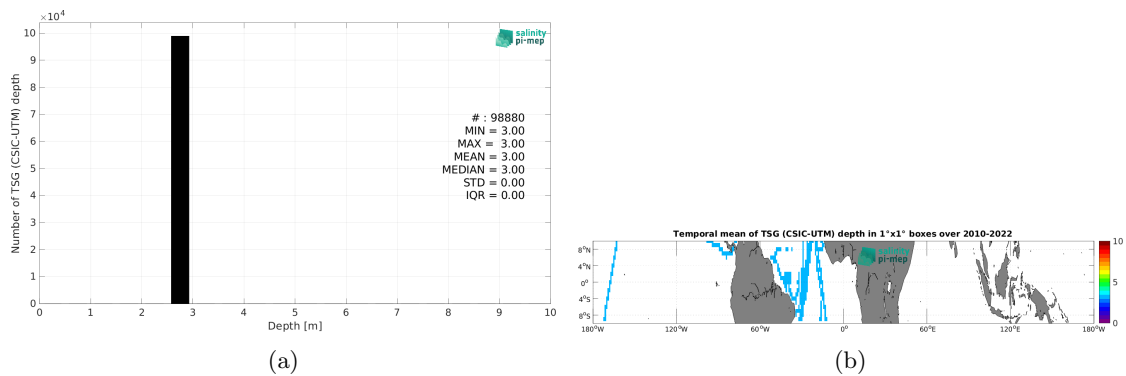 ×10⁴
10
9
8
7
6
5
4
3
2
1
0
Number of TSG (CSIC-UTM) depth
salinity
pi-mep
# : 98880
MIN = 3.00
MAX = 3.00
MEAN = 3.00
MEDIAN = 3.00
STD = 0.00
IQR = 0.00
0 1 2 3 4 5 6 7 8 9 10
Depth [m]
(a)
Temporal mean of TSG (CSIC-UTM) depth in 1°x1° boxes over 2010-2022
salinity
pi-mep
8°N
4°N
0°
4°S
8°S
180°W 120°W 60°W 0° 60°E 120°E 180°W
10
5
0
(b)